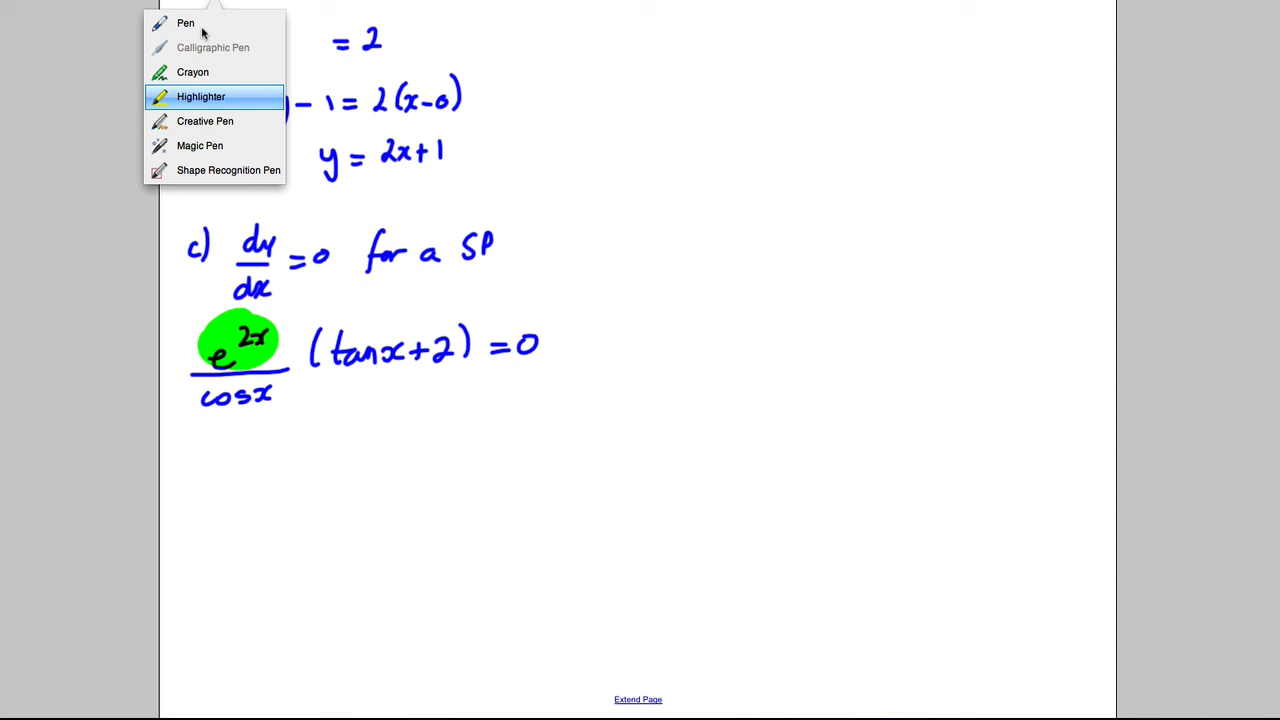 Pen
Calligraphic Pen
Crayon
Highlighter
Creative Pen
Magic Pen
Shape Recognition Pen
= 2
- 1 = 2(x-0)
y = 2x+1
c) dy/dx = 0 for a SP
e^2x/cosx (tanx+2) = 0
Extend Page